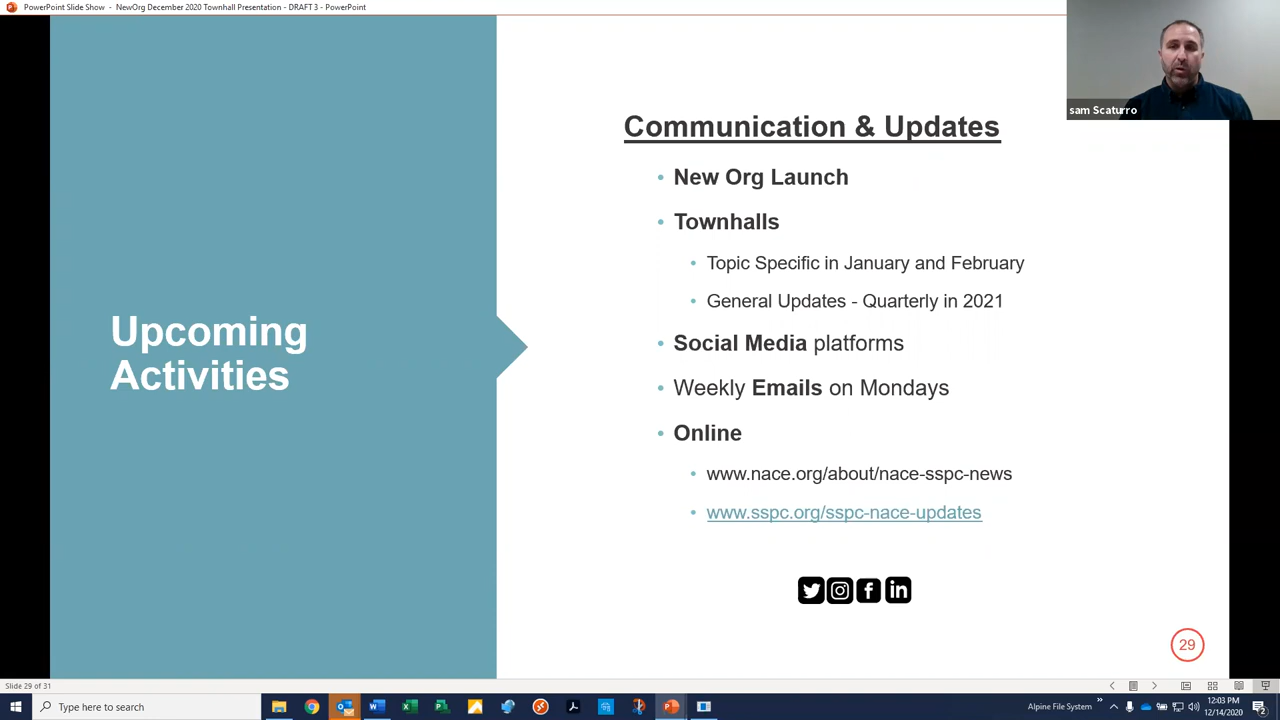 PowerPoint Slide Show - NewOrg December 2020 Townhall Presentation - DRAFT 3 - PowerPoint
sam Scaturro
Communication & Updates
• New Org Launch
• Townhalls
• Topic Specific in January and February
• General Updates - Quarterly in 2021
Upcoming
Activities
• Social Media platforms
• Weekly Emails on Mondays
• Online
• www.nace.org/about/nace-sspc-news
• www.sspc.org/sspc-nace-updates
29
Slide 29 of 31
Type here to search
Alpine File System
12:03 PM
12/14/2020
2